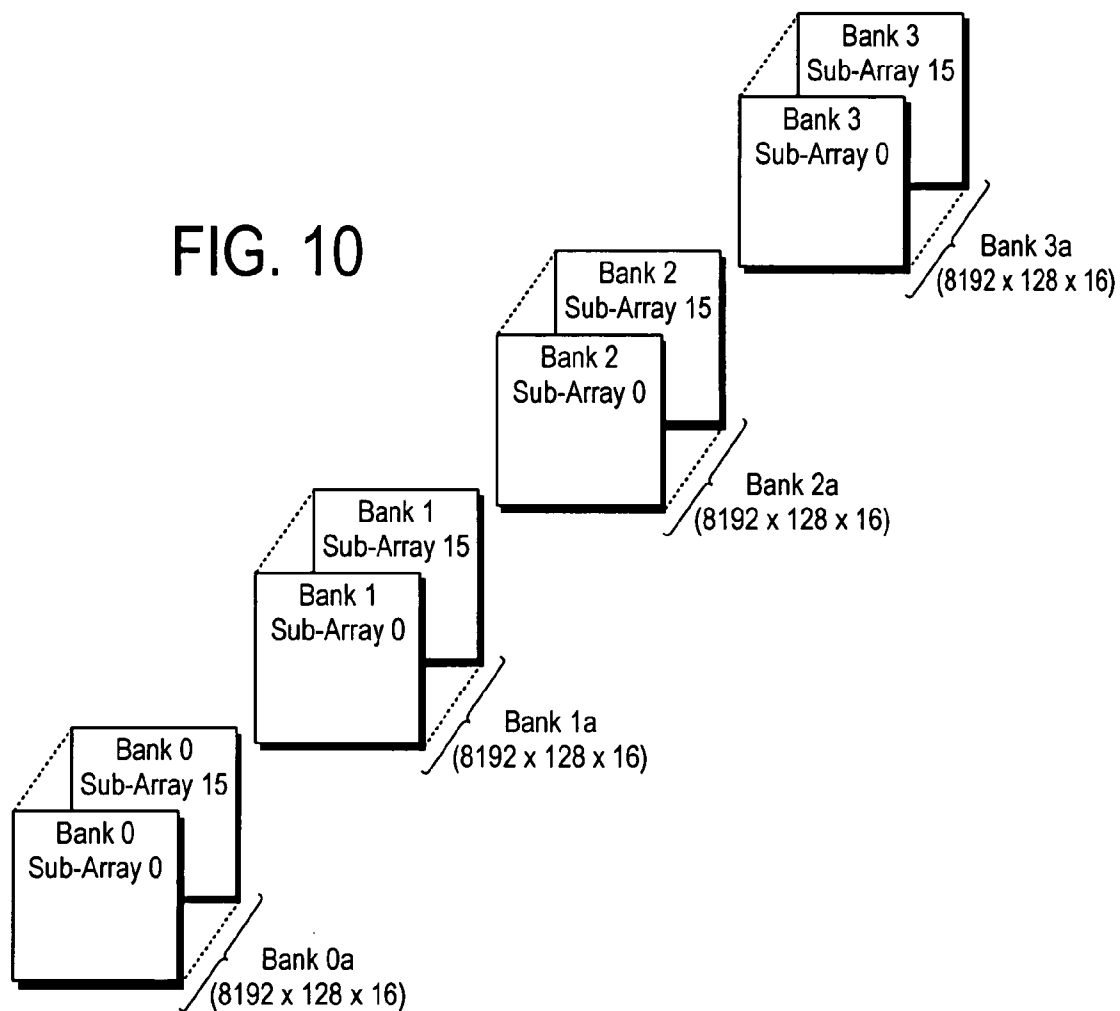 Bank 3
Sub-Array 15
Bank 3
Sub-Array 0
Bank 3a
(8192 x 128 x 16)
FIG. 10
Bank 2
Sub-Array 15
Bank 2
Sub-Array 0
Bank 2a
(8192 x 128 x 16)
Bank 1
Sub-Array 15
Bank 1
Sub-Array 0
Bank 1a
(8192 x 128 x 16)
Bank 0
Sub-Array 15
Bank 0
Sub-Array 0
Bank 0a
(8192 x 128 x 16)